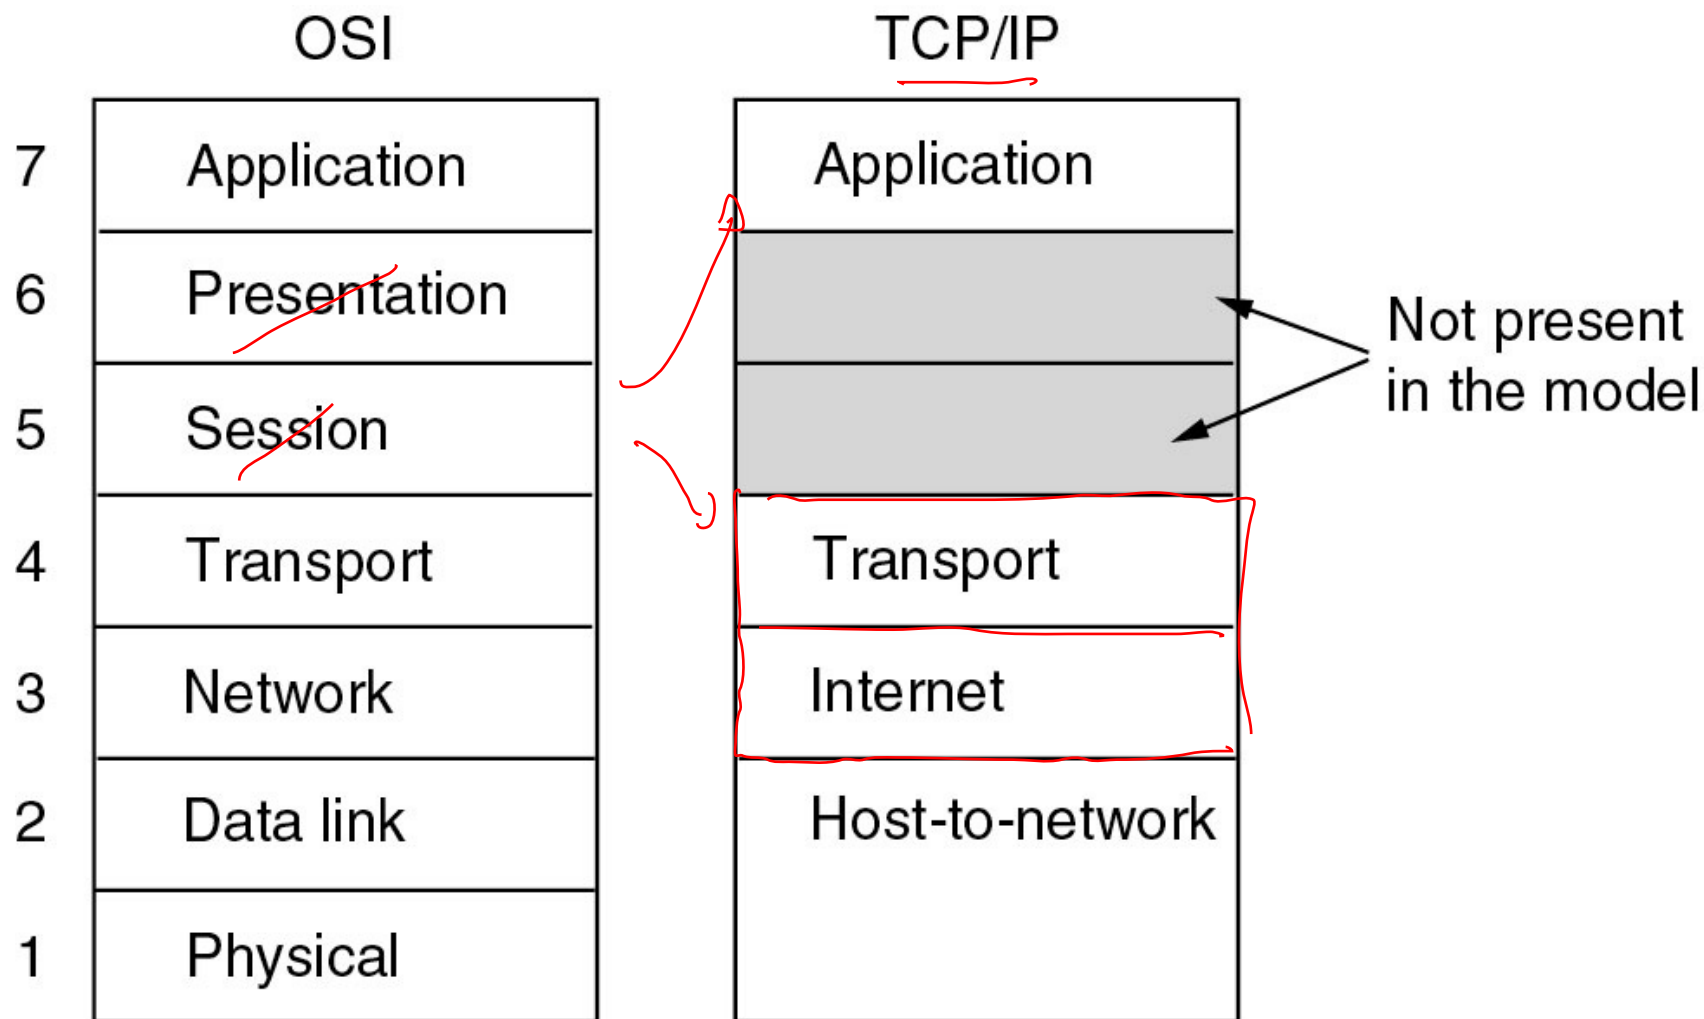 OSI TCP/IP
7 Application Application
6 Presentation
Not present
in the model
5 Session
4 Transport Transport
3 Network Internet
2 Data link Host-to-network
1 Physical